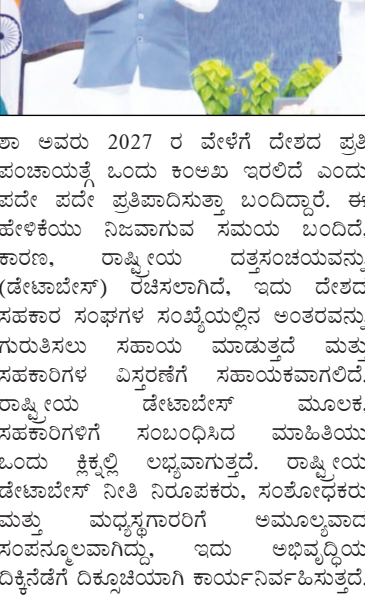 ಶಾ ಅವರು 2027 ರ ವೇಳೆಗೆ ದೇಶದ ಪ್ರತಿ
ಪಂಚಾಯತ್ಗೆ ಒಂದು ಕಂಅಖ ಇರಲಿದೆ ಎಂದು
ಪದೇ ಪದೇ ಪ್ರತಿಪಾದಿಸುತ್ತಾ ಬಂದಿದ್ದಾರೆ. ಈ
ಹೇಳಿಕೆಯು ನಿಜವಾಗುವ ಸಮಯ ಬಂದಿದೆ,
ಕಾರಣ, ರಾಷ್ಟ್ರೀಯ ದತ್ತಸಂಚಯವನ್ನು
(ಡೇಟಾಬೇಸ್) ರಚಿಸಲಾಗಿದೆ, ಇದು ದೇಶದ
ಸಹಕಾರ ಸಂಘಗಳ ಸಂಖ್ಯೆಯಲ್ಲಿನ ಅಂತರವನ್ನು
ಗುರುತಿಸಲು ಸಹಾಯ ಮಾಡುತ್ತದೆ ಮತ್ತು
ಸಹಕಾರಿಗಳ ವಿಸ್ತರಣೆಗೆ ಸಹಾಯಕವಾಗಲಿದೆ.
ರಾಷ್ಟ್ರೀಯ ಡೇಟಾಬೇಸ್ ಮೂಲಕ,
ಸಹಕಾರಿಗಳಿಗೆ ಸಂಬಂಧಿಸಿದ ಮಾಹಿತಿಯು
ಒಂದು ಕ್ಲಿಕ್ನಲ್ಲಿ ಲಭ್ಯವಾಗುತ್ತದೆ. ರಾಷ್ಟ್ರೀಯ
ಡೇಟಾಬೇಸ್ ನೀತಿ ನಿರೂಪಕರು, ಸಂಶೋಧಕರು
ಮತ್ತು ಮಧ್ಯಸ್ಥಗಾರರಿಗೆ ಅಮೂಲ್ಯವಾದ
ಸಂಪನ್ಮೂಲವಾಗಿದ್ದು, ಇದು ಅಭಿವೃದ್ಧಿಯ
ದಿಕ್ಕಿನೆಡೆಗೆ ದಿಕ್ಸೂಚಿಯಾಗಿ ಕಾರ್ಯನಿರ್ವಹಿಸುತ್ತದೆ.